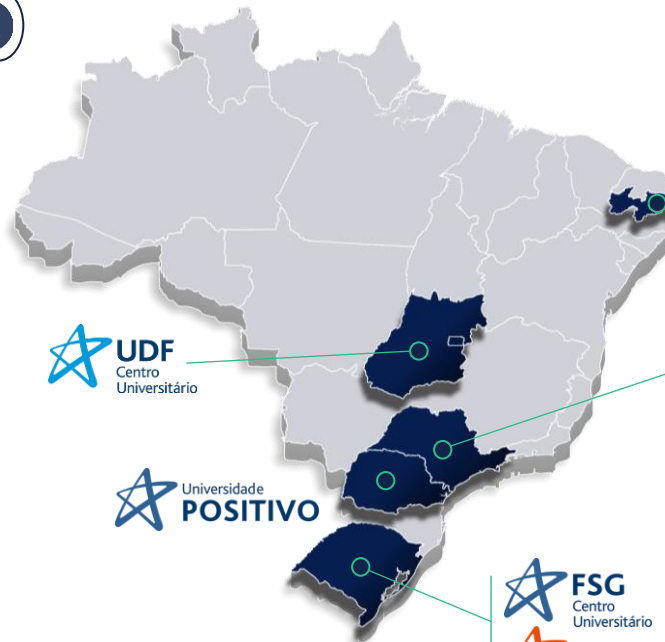 UDF
Centro
Universitário
Universidade
POSITIVO
FSG
Centro
Universitário